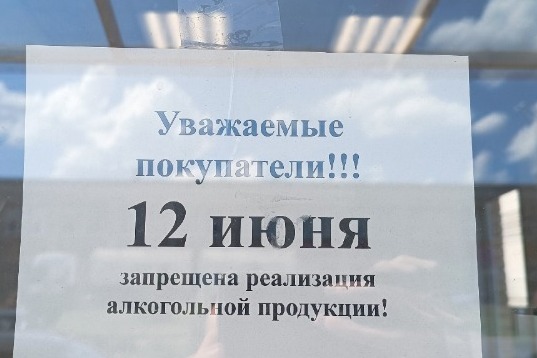 Уважаемые
покупатели!!!
12 июня
запрещена реализация
алкогольной продукции!